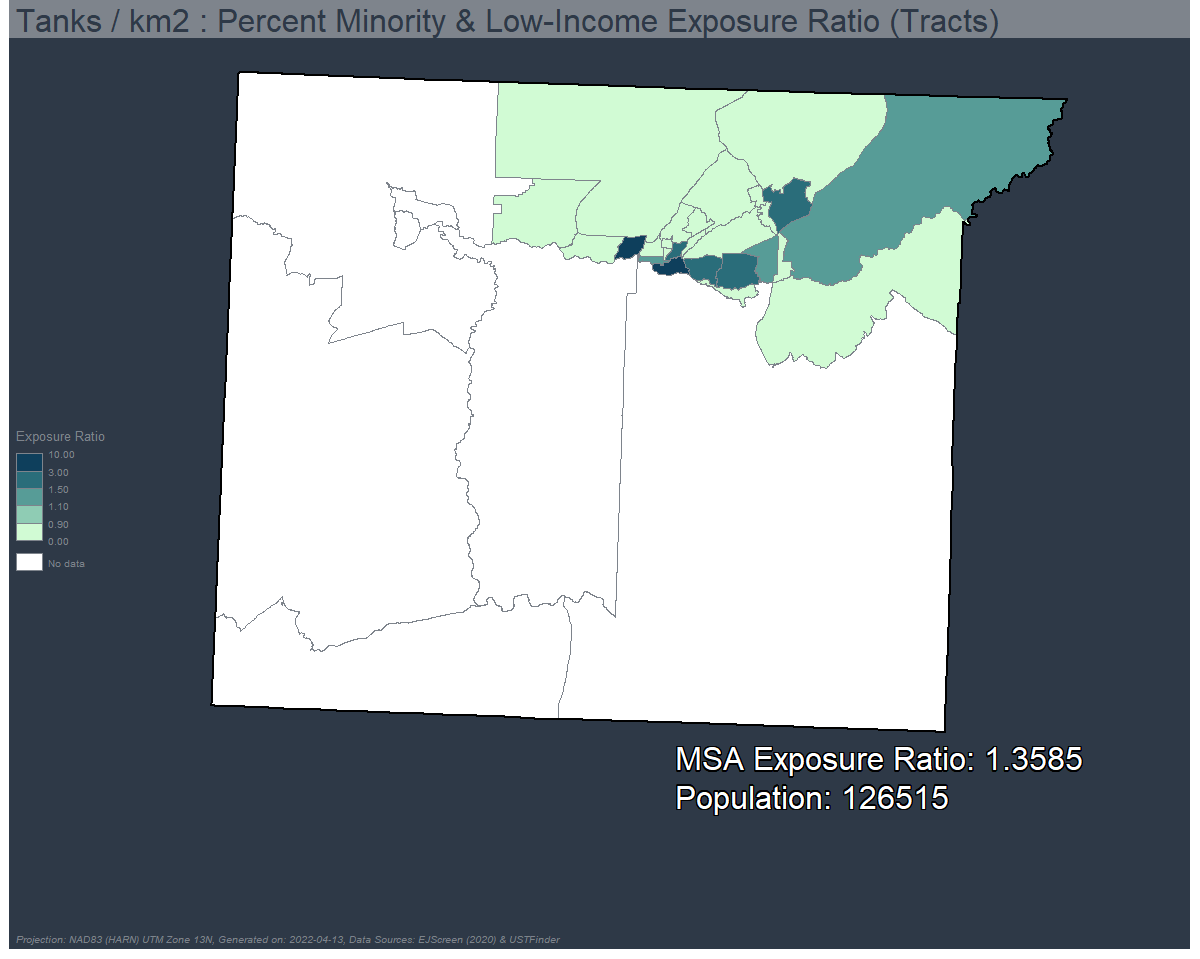 Tanks / km2 : Percent Minority & Low-Income Exposure Ratio (Tracts)
Exposure Ratio
10.00
3.00
1.50
1.10
0.90
0.00
No data
MSA Exposure Ratio: 1.3585
Population: 126515
Projection: NAD83 (HARN) UTM Zone 13N, Generated on: 2022-04-13, Data Sources: EJScreen (2020) & USTFinder